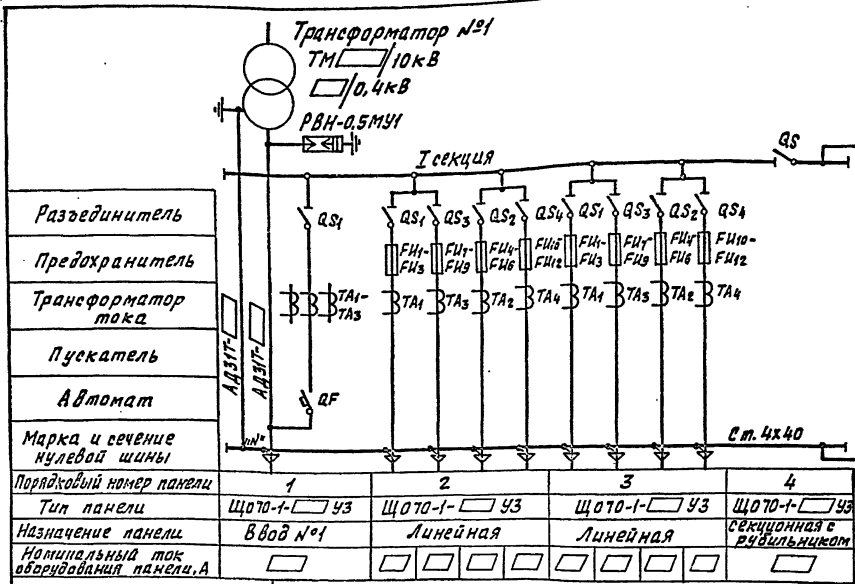 Трансформатор №1
ТМ /10кВ
/0,4кВ
РВН-0,5МУ1
I секция
QS
Разъединитель
QS1
QS1 QS3 QS2 QS4 QS1 QS3 QS2 QS4
Предохранитель
FU1-FU3
FU7-FU9
FU4-FU6
FU10-FU12
FU1-FU3
FU7-FU9
FU4-FU6
FU10-FU12
Трансформатор
тока
TA1-TA3
TA1 TA3 TA2 TA4 TA1 TA3 TA2 TA4
АД31Т-
АД31Т-
Пускатель
Автомат
QF
Марка и сечение
нулевой шины
"N"
Ст. 4х40
Порядковый номер панели 1 2 3 4
Тип панели ЩО70-1- У3 ЩО70-1- У3 ЩО70-1- У3 ЩО70-1- У3
Назначение панели Ввод №1 Линейная Линейная секционная с рубильником
Номинальный ток
оборудования панели, А